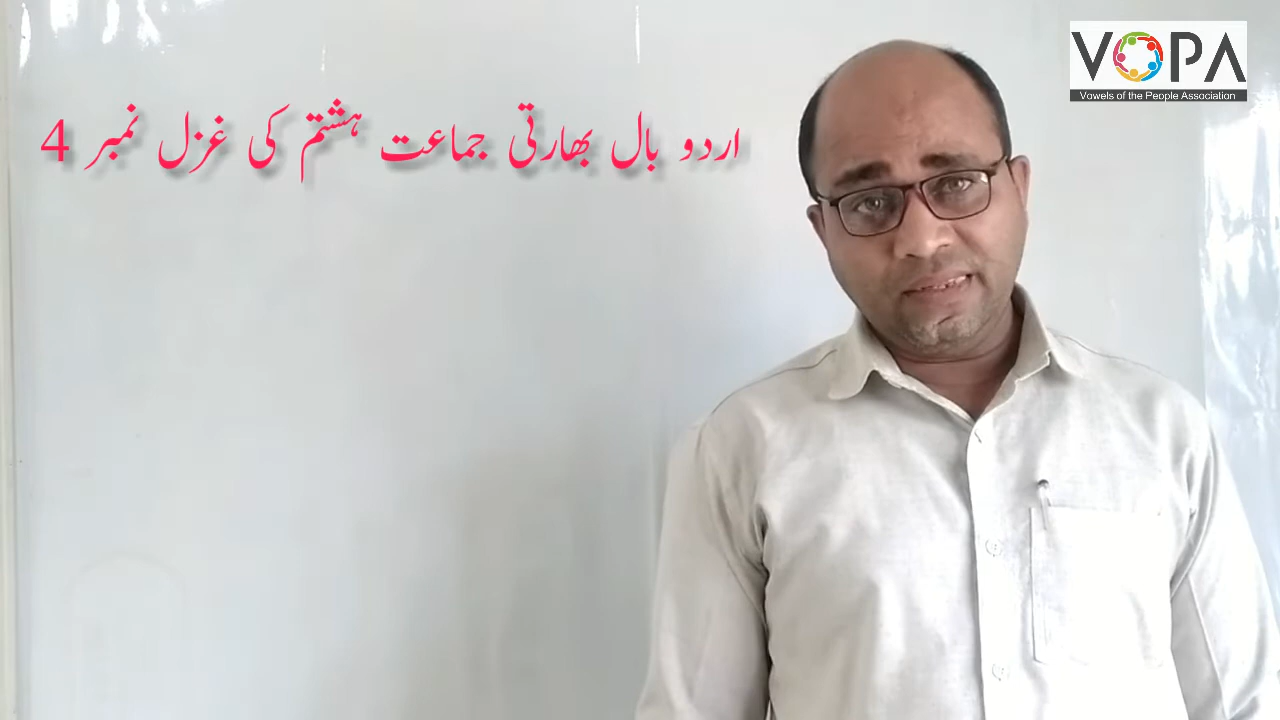 VOPA
Vowels of the People Association
اردو بال بھارتی جماعت ہشتم کی غزل نمبر 4